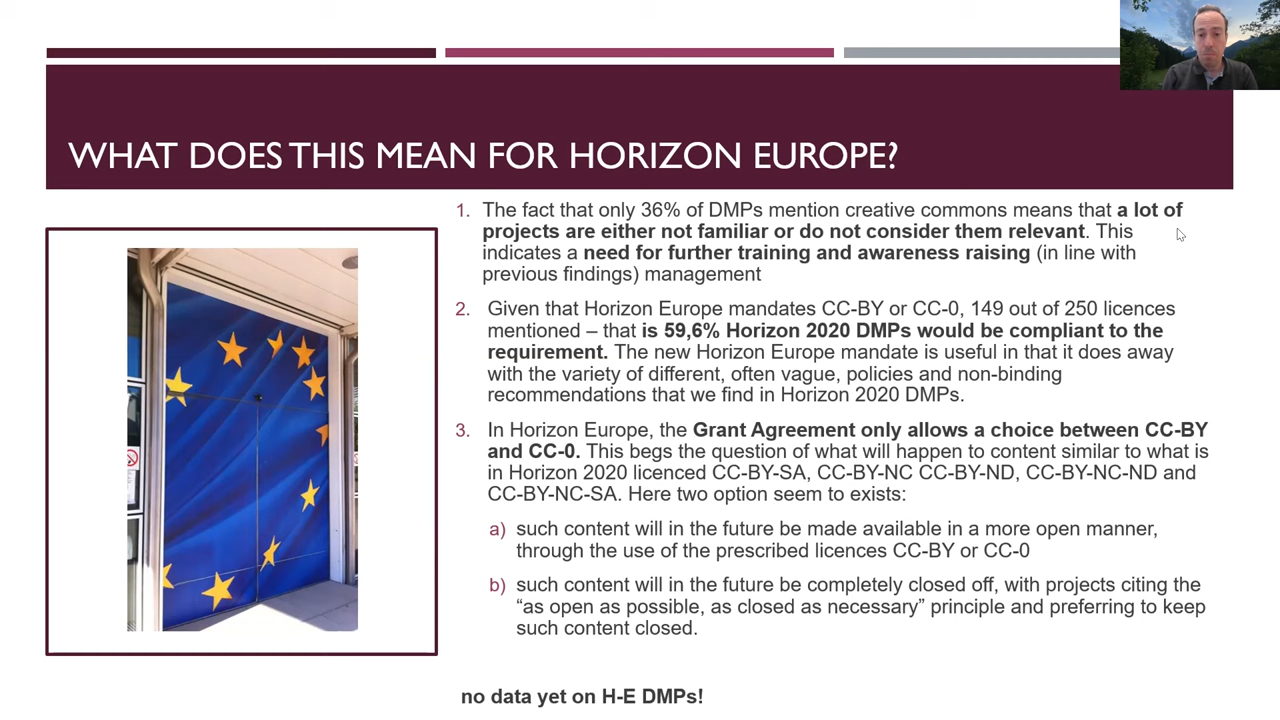 WHAT DOES THIS MEAN FOR HORIZON EUROPE?
1. The fact that only 36% of DMPs mention creative commons means that a lot of
projects are either not familiar or do not consider them relevant. This
indicates a need for further training and awareness raising (in line with
previous findings) management
2. Given that Horizon Europe mandates CC-BY or CC-0, 149 out of 250 licences
mentioned – that is 59,6% Horizon 2020 DMPs would be compliant to the
requirement. The new Horizon Europe mandate is useful in that it does away
with the variety of different, often vague, policies and non-binding
recommendations that we find in Horizon 2020 DMPs.
3. In Horizon Europe, the Grant Agreement only allows a choice between CC-BY
and CC-0. This begs the question of what will happen to content similar to what is
in Horizon 2020 licenced CC-BY-SA, CC-BY-NC CC-BY-ND, CC-BY-NC-ND and
CC-BY-NC-SA. Here two option seem to exists:
a) such content will in the future be made available in a more open manner,
through the use of the prescribed licences CC-BY or CC-0
b) such content will in the future be completely closed off, with projects citing the
“as open as possible, as closed as necessary” principle and preferring to keep
such content closed.
no data yet on H-E DMPs!